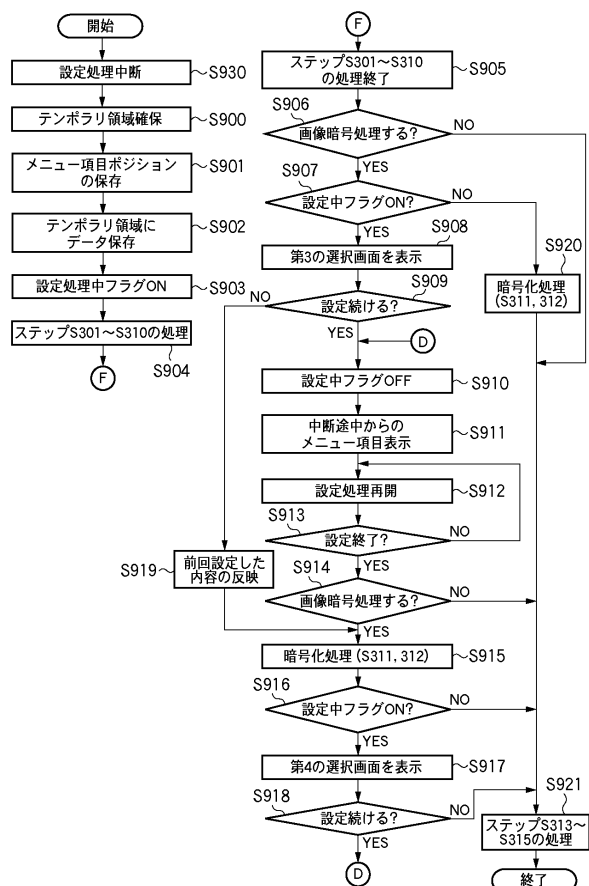 開始
設定処理中断
S930
テンポラリ領域確保
S900
メニュー項目ポジション
の保存
S901
テンポラリ領域に
データ保存
S902
設定処理中フラグON
S903
ステップS301～S310の処理
S904
F
F
ステップS301～S310
の処理終了
S905
S906
画像暗号処理する?
NO
YES
S907
設定中フラグON?
NO
YES
S908
第3の選択画面を表示
S920
暗号化処理
(S311, 312)
S909
設定続ける?
NO
YES
D
設定中フラグOFF
S910
中断途中からの
メニュー項目表示
S911
設定処理再開
S912
S913
設定終了?
NO
YES
S919
前回設定した
内容の反映
S914
画像暗号処理する?
NO
YES
暗号化処理 (S311, 312)
S915
S916
設定中フラグON?
NO
YES
第4の選択画面を表示
S917
S918
設定続ける?
NO
YES
D
S921
ステップS313～
S315の処理
終了